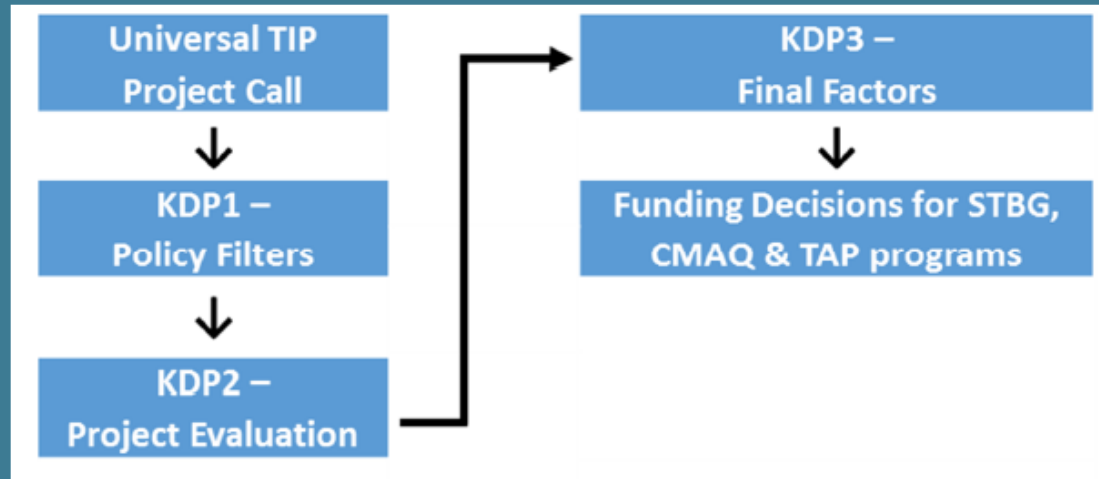 Universal TIP
Project Call
KDP1 –
Policy Filters
KDP2 –
Project Evaluation
KDP3 –
Final Factors
Funding Decisions for STBG,
CMAQ & TAP programs